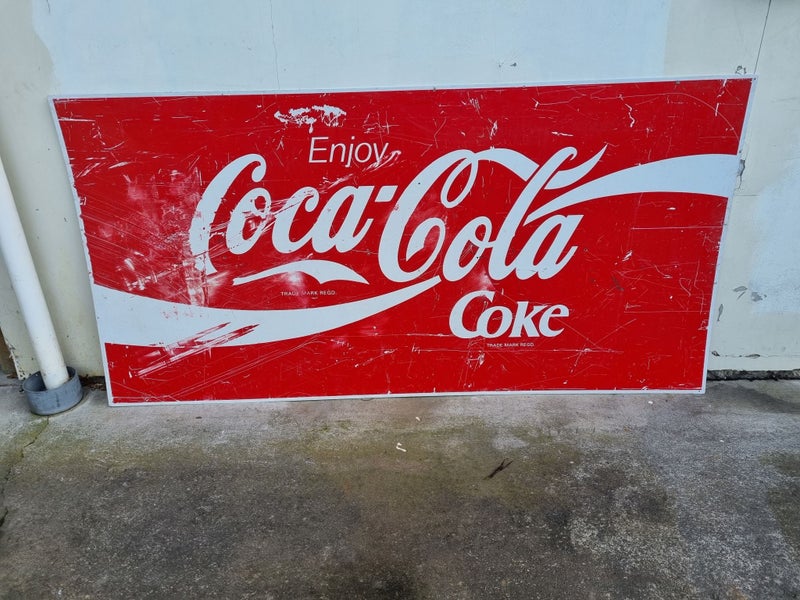 Enjoy
Coca-Cola
TRADE MARK REGD
Coke
TRADE MARK REGD